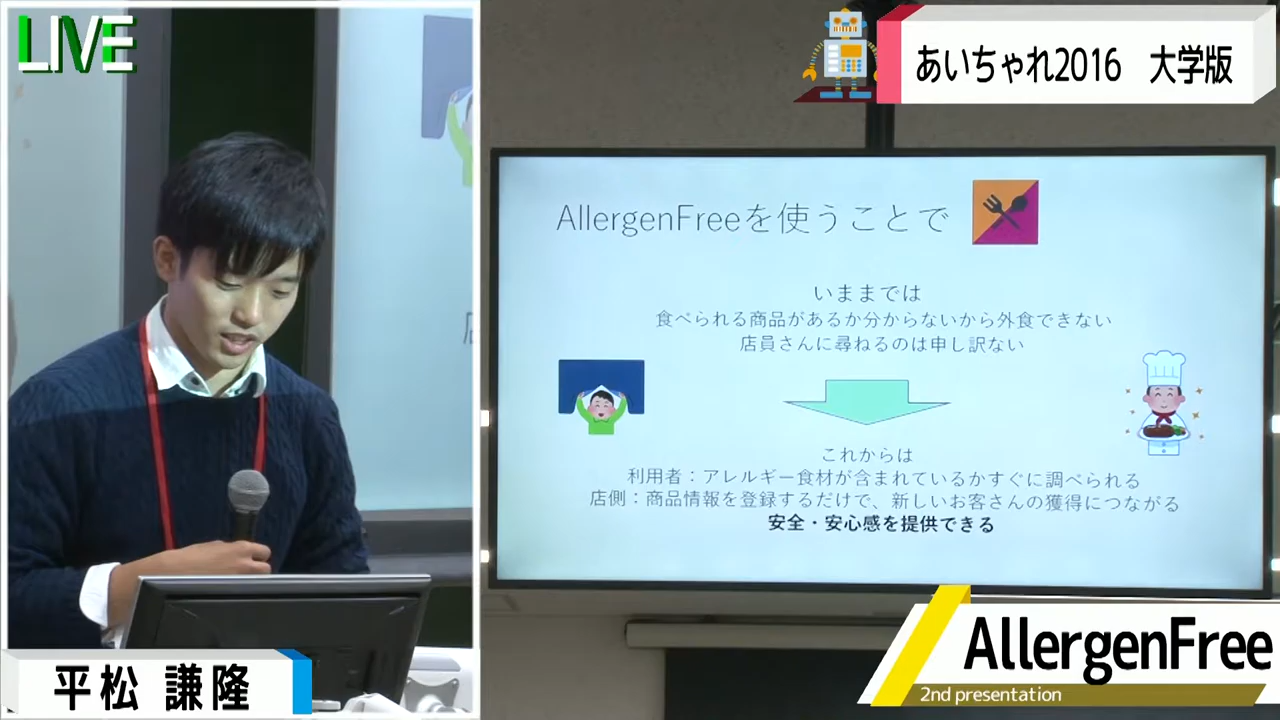 LIVE
あいちゃれ2016　大学版
AllergenFreeを使うことで
いままでは
食べられる商品があるか分からないから外食できない
店員さんに尋ねるのは申し訳ない
これからは
利用者：アレルギー食材が含まれているかすぐに調べられる
店側：商品情報を登録するだけで、新しいお客さんの獲得につながる
安全・安心感を提供できる
平松 謙隆
AllergenFree
2nd presentation